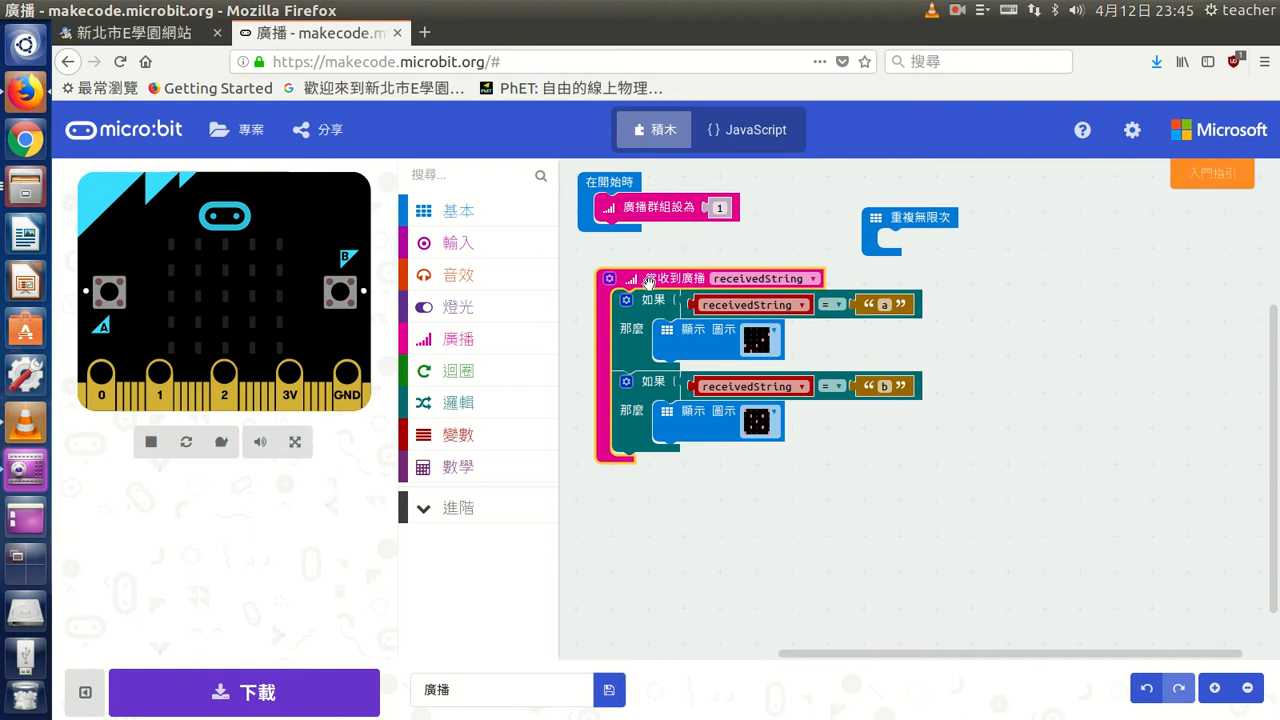 廣播 - makecode.microbit.org - Mozilla Firefox
4月12日 23:45 teacher
新北市E學園網站
廣播 - makecode.m
https://makecode.microbit.org/#
搜尋
1
最常瀏覽
Getting Started
歡迎來到新北市E學園…
PhET: 自由的線上物理…
micro:bit
專案
分享
積木
{ } JavaScript
Microsoft
入門指引
搜尋...
基本
輸入
音效
燈光
廣播
迴圈
邏輯
變數
數學
進階
A
B
0 1 2 3V GND
在開始時
廣播群組設為 1
重複無限次
當收到廣播 receivedString
如果 receivedString = “ a ”
那麼 顯示 圖示
如果 receivedString = “ b ”
那麼 顯示 圖示
下載
廣播